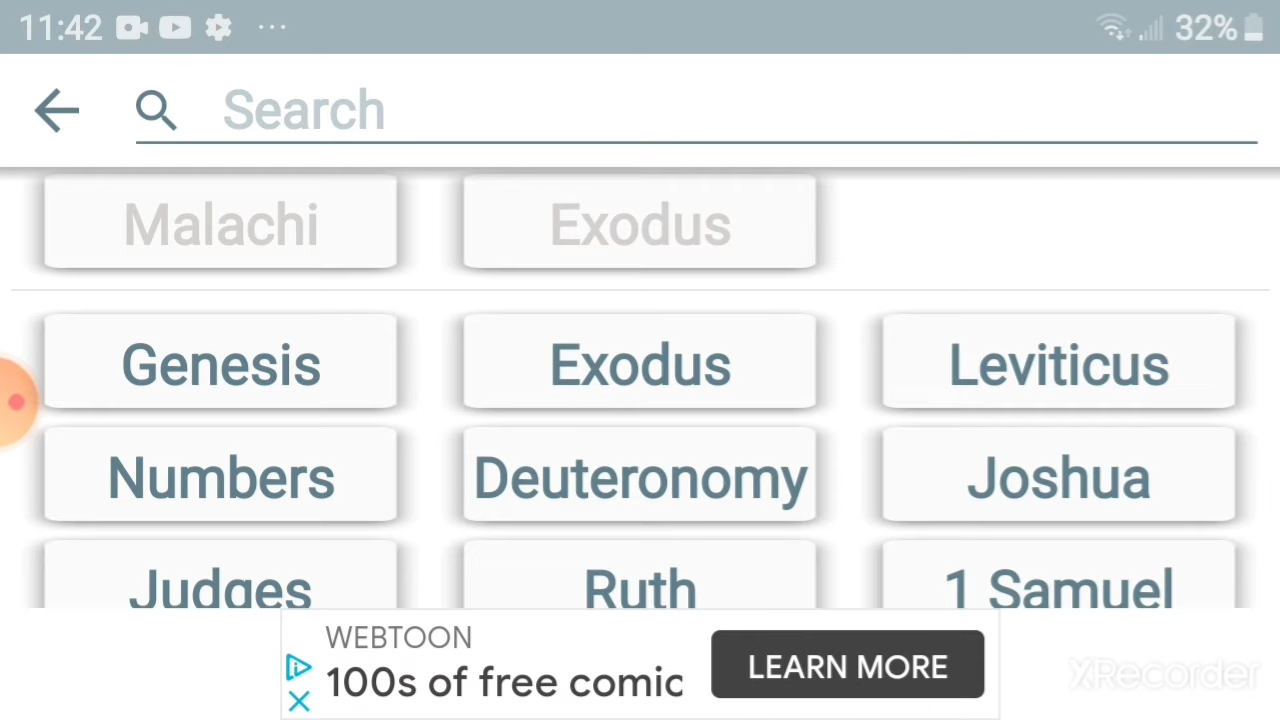 11:42 32%
Search
Malachi Exodus
Genesis Exodus Leviticus
Numbers Deuteronomy Joshua
Judges Ruth 1 Samuel
WEBTOON
100s of free comic
LEARN MORE
XRecorder